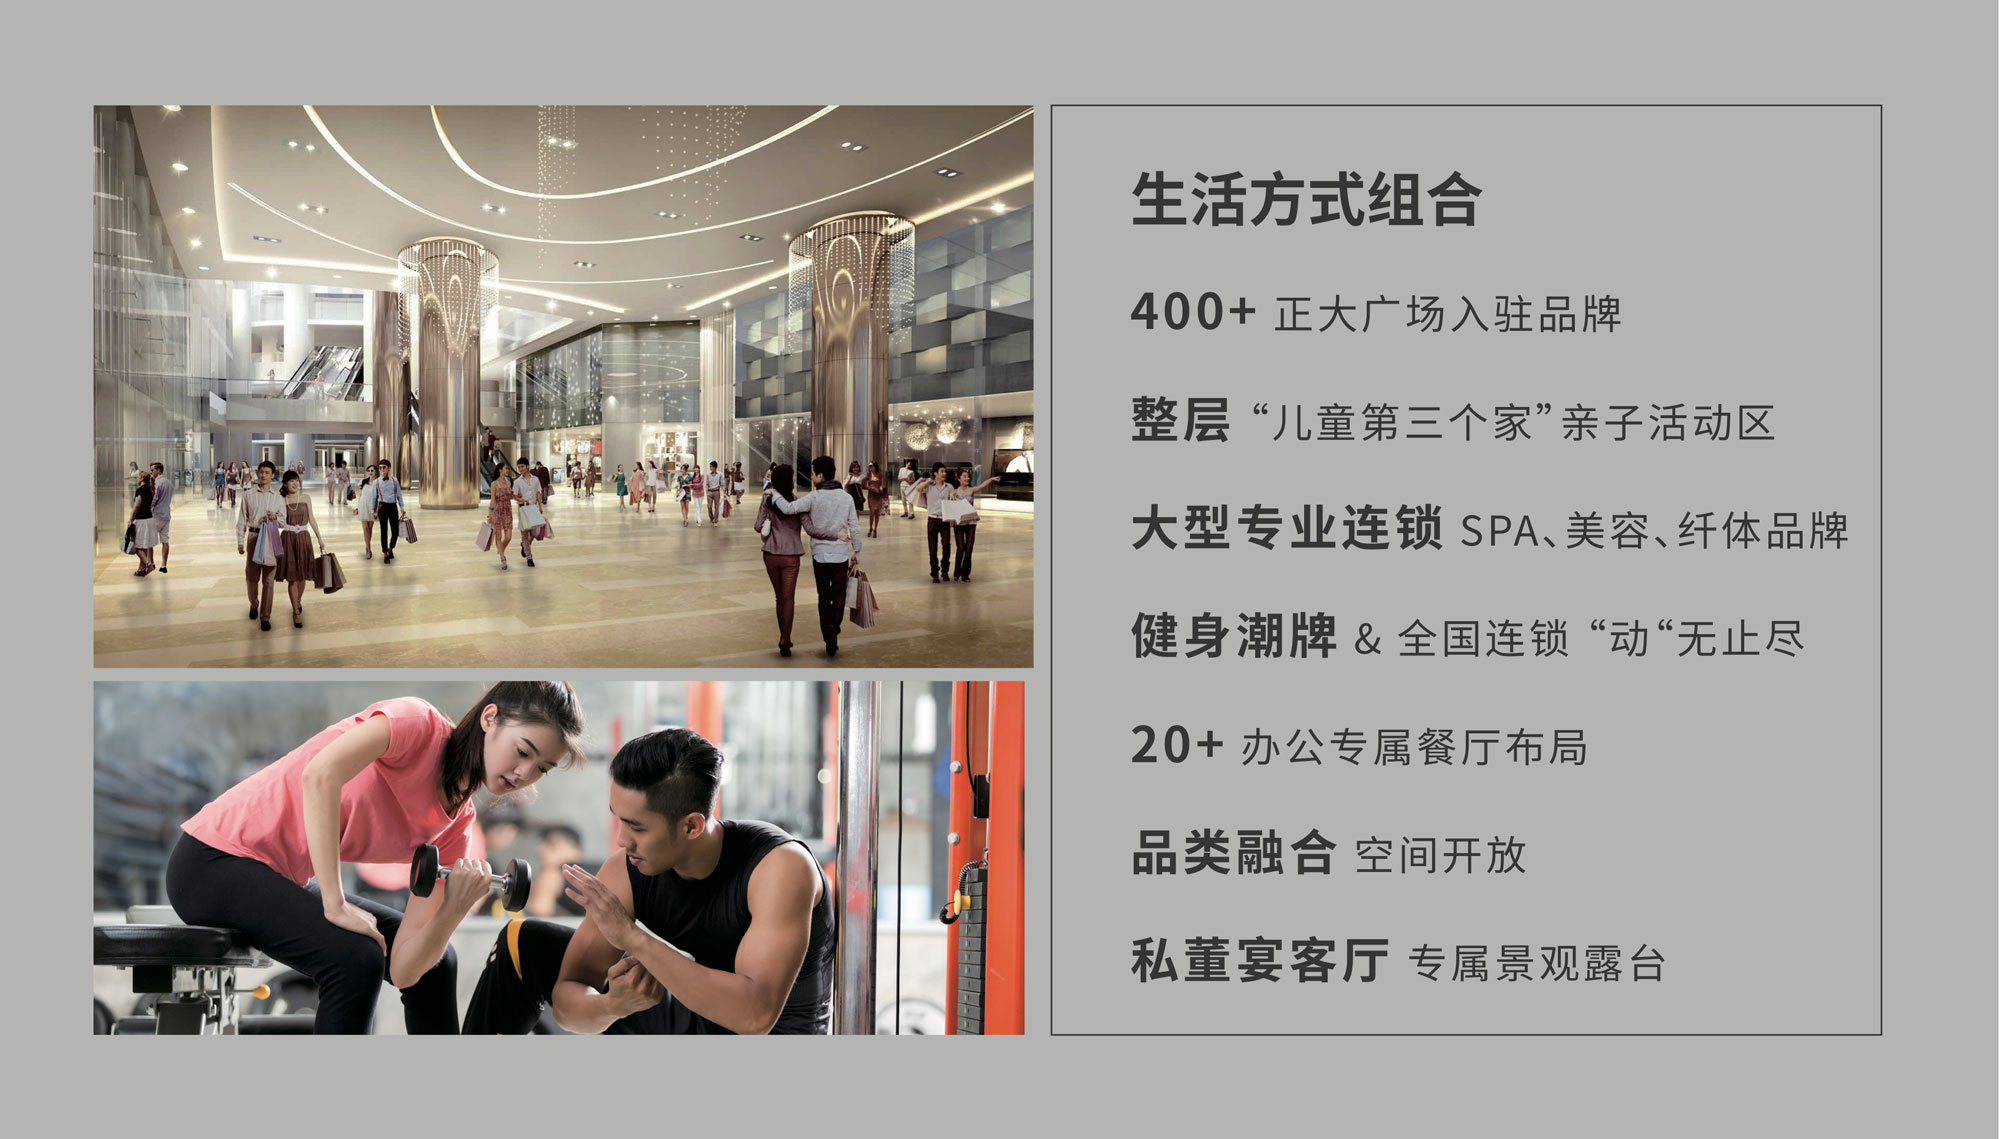 生活方式组合
400+ 正大广场入驻品牌
整层 “儿童第三个家”亲子活动区
大型专业连锁 SPA、美容、纤体品牌
健身潮牌 & 全国连锁 “动“无止尽
20+ 办公专属餐厅布局
品类融合 空间开放
私董宴客厅 专属景观露台